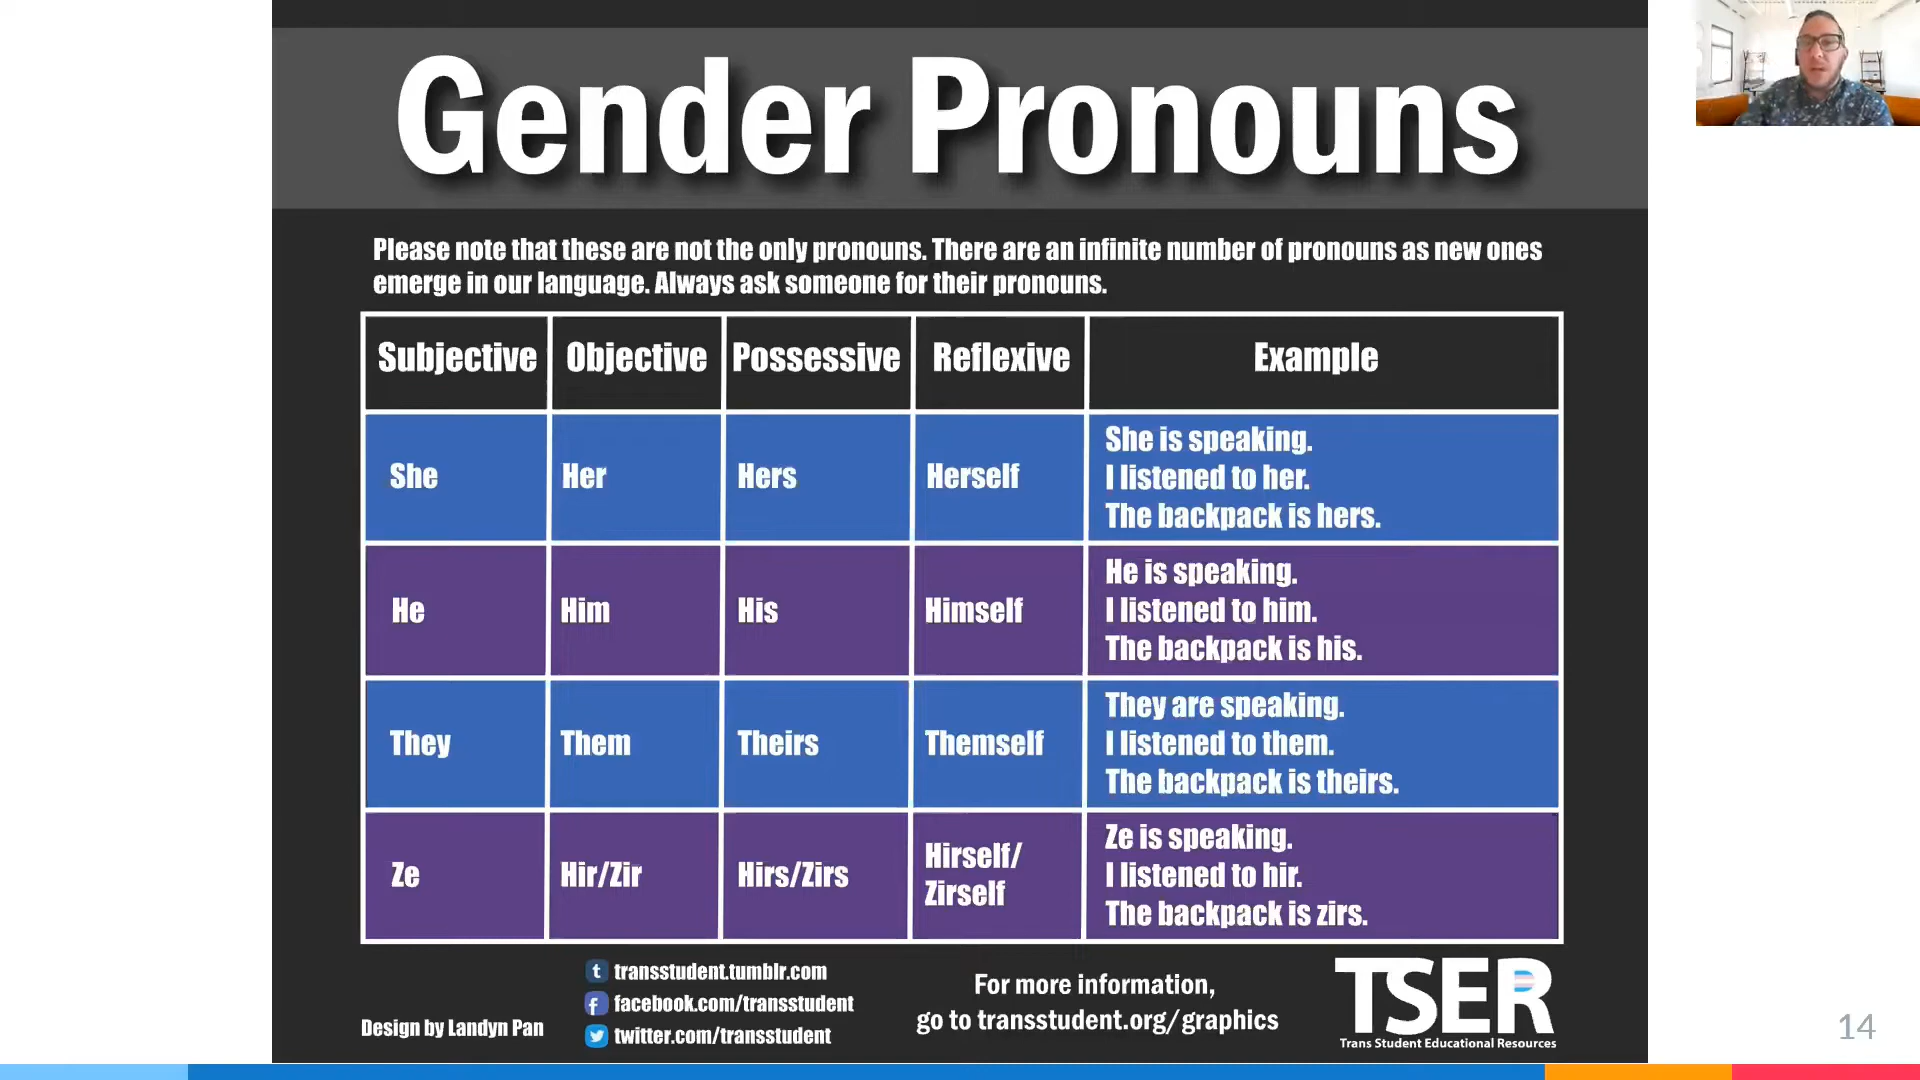 Gender Pronouns
Please note that these are not the only pronouns. There are an infinite number of pronouns as new ones
emerge in our language. Always ask someone for their pronouns.
Subjective Objective Possessive Reflexive Example
She Her Hers Herself
She is speaking.
I listened to her.
The backpack is hers.
He Him His Himself
He is speaking.
I listened to him.
The backpack is his.
They Them Theirs Themself
They are speaking.
I listened to them.
The backpack is theirs.
Ze Hir/Zir Hirs/Zirs
Hirself/
Zirself
Ze is speaking.
I listened to hir.
The backpack is zirs.
Design by Landyn Pan
t transstudent.tumblr.com
f facebook.com/transstudent
twitter.com/transstudent
For more information,
go to transstudent.org/graphics
TSER
Trans Student Educational Resources
14